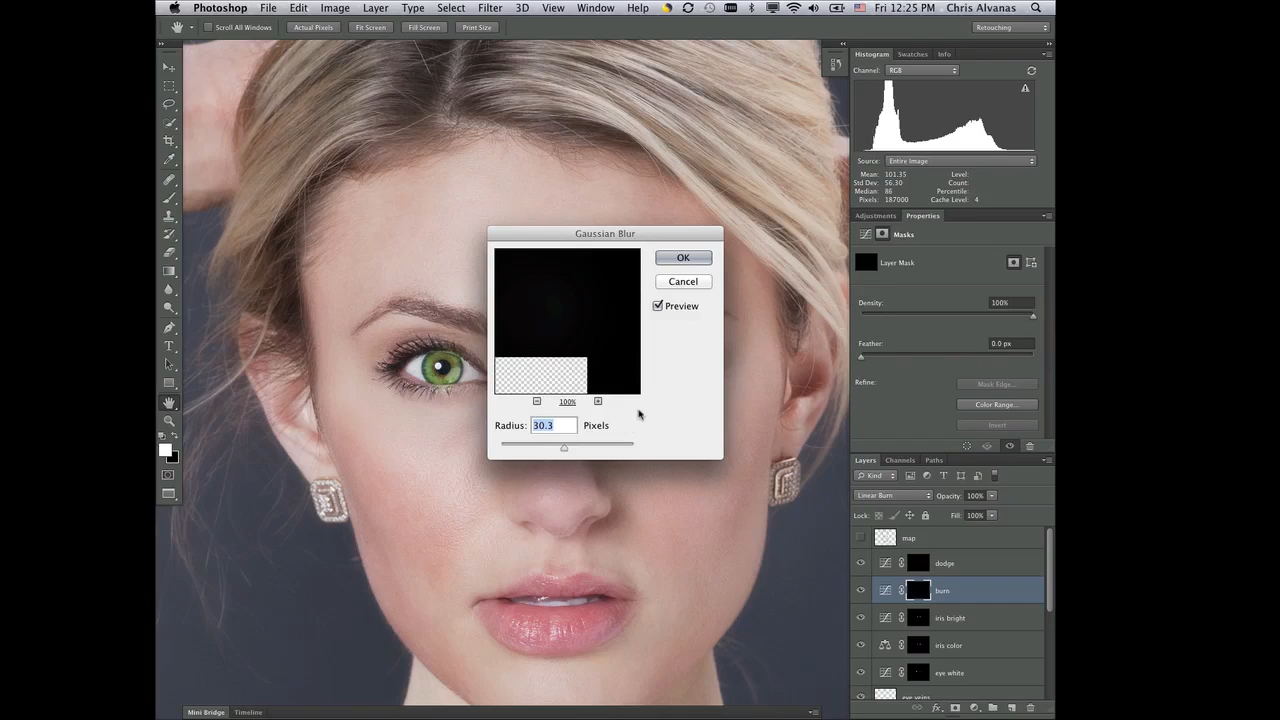 Photoshop File Edit Image Layer Type Select Filter 3D View Window Help Fri 12:25 PM Chris Alvanas
Scroll All Windows Actual Pixels Fit Screen Fill Screen Print Size Retouching
Histogram Swatches Info
Channel: RGB
Source: Entire Image
Mean: 101.35 Level:
Std Dev: 56.30 Count:
Median: 86 Percentile:
Pixels: 187000 Cache Level: 4
Adjustments Properties
Masks
Layer Mask
Density: 100%
Feather: 0.0 px
Refine: Mask Edge...
Color Range...
Invert
Gaussian Blur
OK
Cancel
Preview
100%
Radius: 30.3 Pixels
Layers Channels Paths
Kind
Linear Burn Opacity: 100%
Lock: Fill: 100%
map
dodge
burn
iris bright
iris color
eye white
eye veins
Mini Bridge Timeline